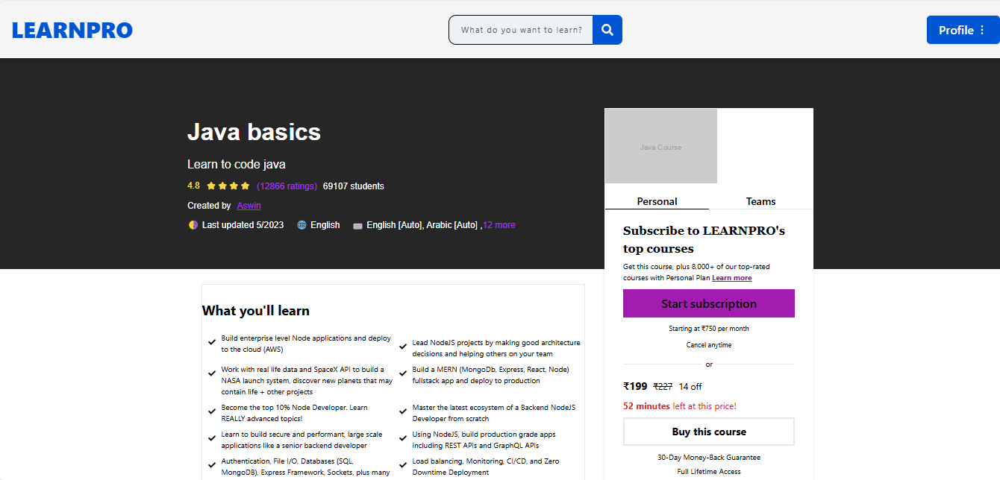 LEARNPRO
What do you want to learn?
Profile ⋮
Java basics
Learn to code java
4.8 (12866 ratings) 69107 students
Created by Aswin
Last updated 5/2023 English English [Auto], Arabic [Auto] ,12 more
Java Course
Personal Teams
Subscribe to LEARNPRO's
top courses
Get this course, plus 8,000+ of our top-rated
courses with Personal Plan Learn more
Start subscription
Starting at ₹750 per month
Cancel anytime
or
₹199 ₹227 14 off
52 minutes left at this price!
Buy this course
30-Day Money-Back Guarantee
Full Lifetime Access
What you'll learn
Build enterprise level Node applications and deploy
to the cloud (AWS)
Lead NodeJS projects by making good architecture
decisions and helping others on your team
Work with real life data and SpaceX API to build a
NASA launch system, discover new planets that may
contain life + other projects
Build a MERN (MongoDb, Express, React, Node)
fullstack app and deploy to production
Become the top 10% Node Developer. Learn
REALLY advanced topics!
Master the latest ecosystem of a Backend NodeJS
Developer from scratch
Learn to build secure and performant, large scale
applications like a senior backend developer
Using NodeJS, build production grade apps
including REST APIs and GraphQL APIs
Authentication, File I/O, Databases (SQL,
MongoDB), Express Framework, Sockets, plus many
Load balancing, Monitoring, CI/CD, and Zero
Downtime Deployment